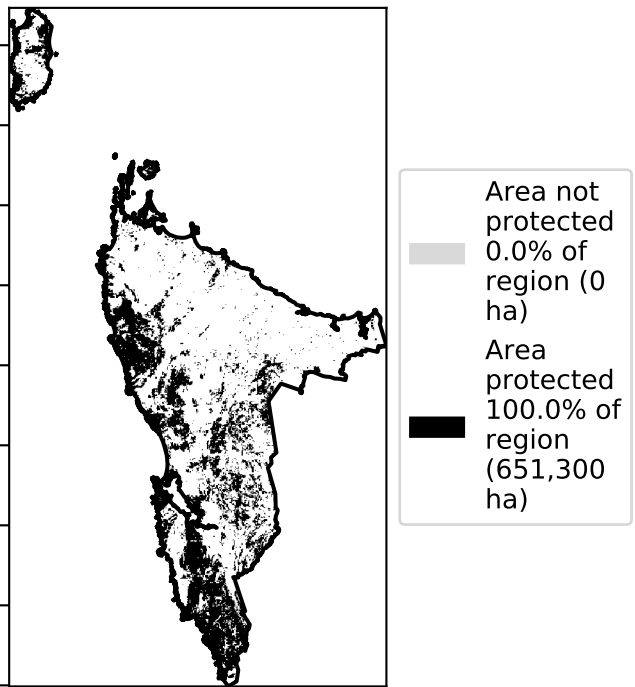 Area not
protected
0.0% of
region (0
ha)
Area
protected
100.0% of
region
(651,300
ha)